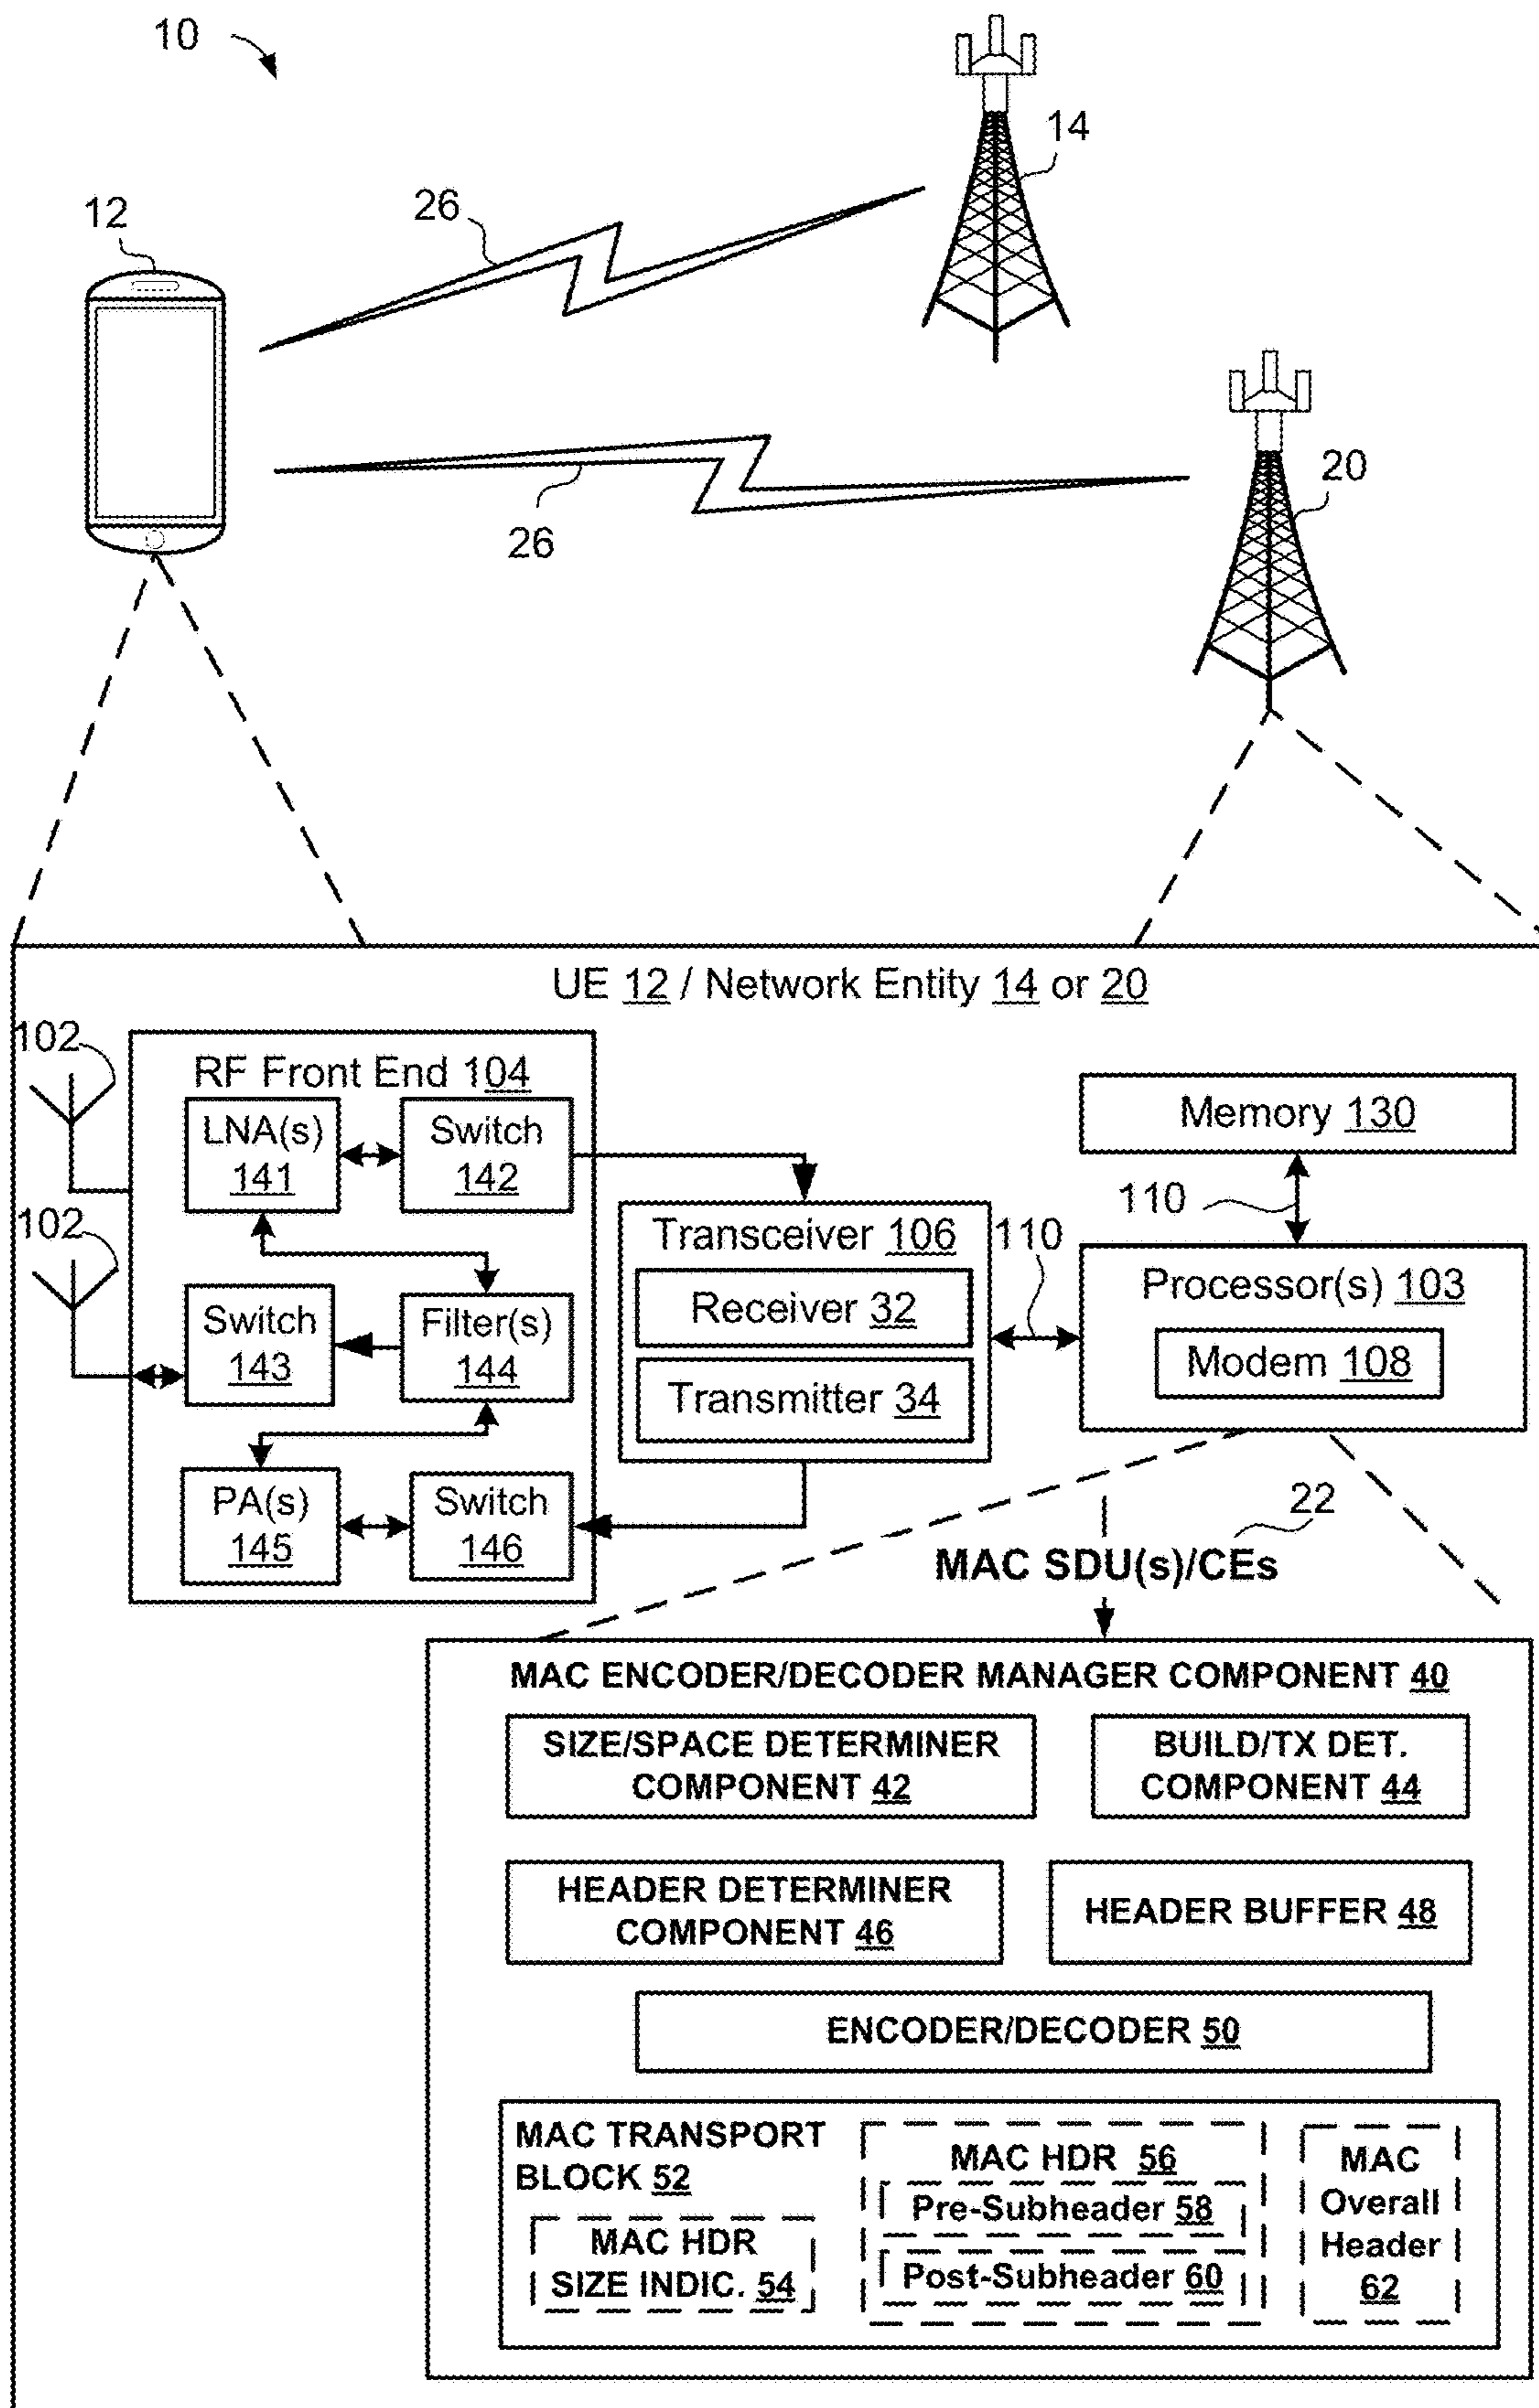 10
14
12
26
20
26
UE 12 / Network Entity 14 or 20
102
RF Front End 104
LNA(s)
141
Switch
142
Memory 130
110
102
Transceiver 106
Receiver 32
Transmitter 34
110
Processor(s) 103
Modem 108
Switch
143
Filter(s)
144
PA(s)
145
Switch
146
22
MAC SDU(s)/CEs
MAC ENCODER/DECODER MANAGER COMPONENT 40
SIZE/SPACE DETERMINER
COMPONENT 42
BUILD/TX DET.
COMPONENT 44
HEADER DETERMINER
COMPONENT 46
HEADER BUFFER 48
ENCODER/DECODER 50
MAC TRANSPORT
BLOCK 52
MAC HDR
SIZE INDIC. 54
MAC HDR 56
Pre-Subheader 58
Post-Subheader 60
MAC
Overall
Header
62